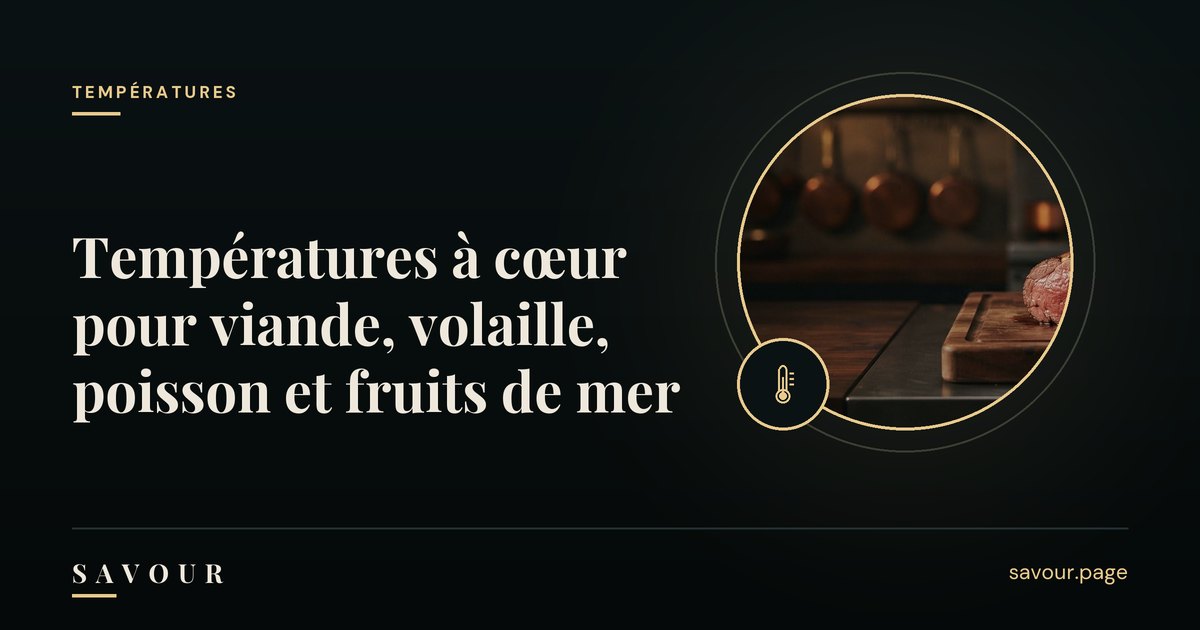 TEMPÉRATURES
Températures à cœur
pour viande, volaille,
poisson et fruits de mer
SAVOUR
savour.page